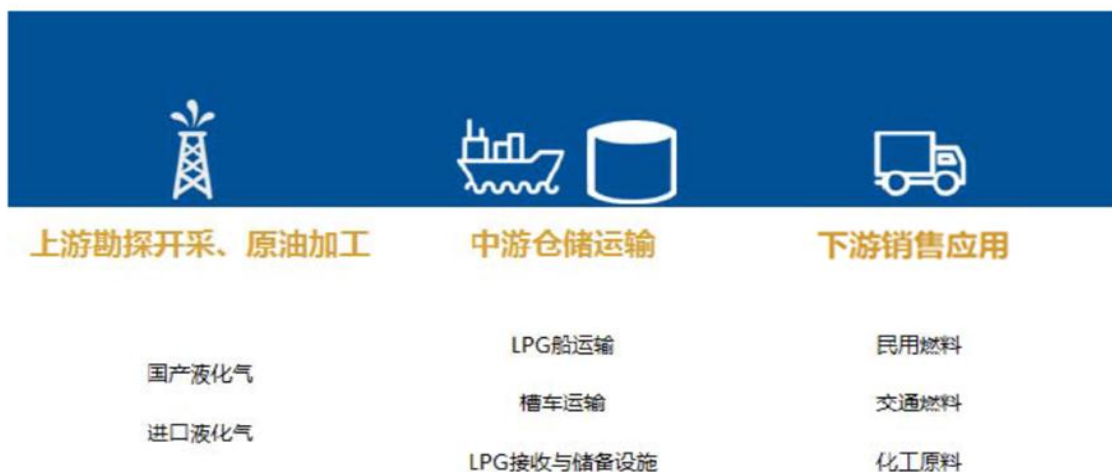 上游勘探开采、原油加工
中游仓储运输
下游销售应用
国产液化气
进口液化气
LPG船运输
槽车运输
LPG接收与储备设施
民用燃料
交通燃料
化工原料